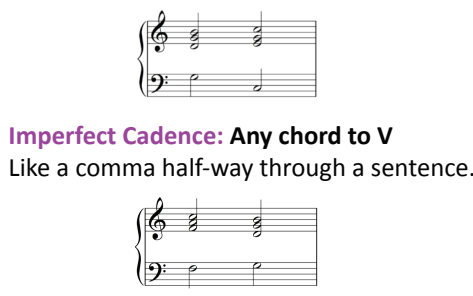 Imperfect Cadence: Any chord to V
Like a comma half-way through a sentence.